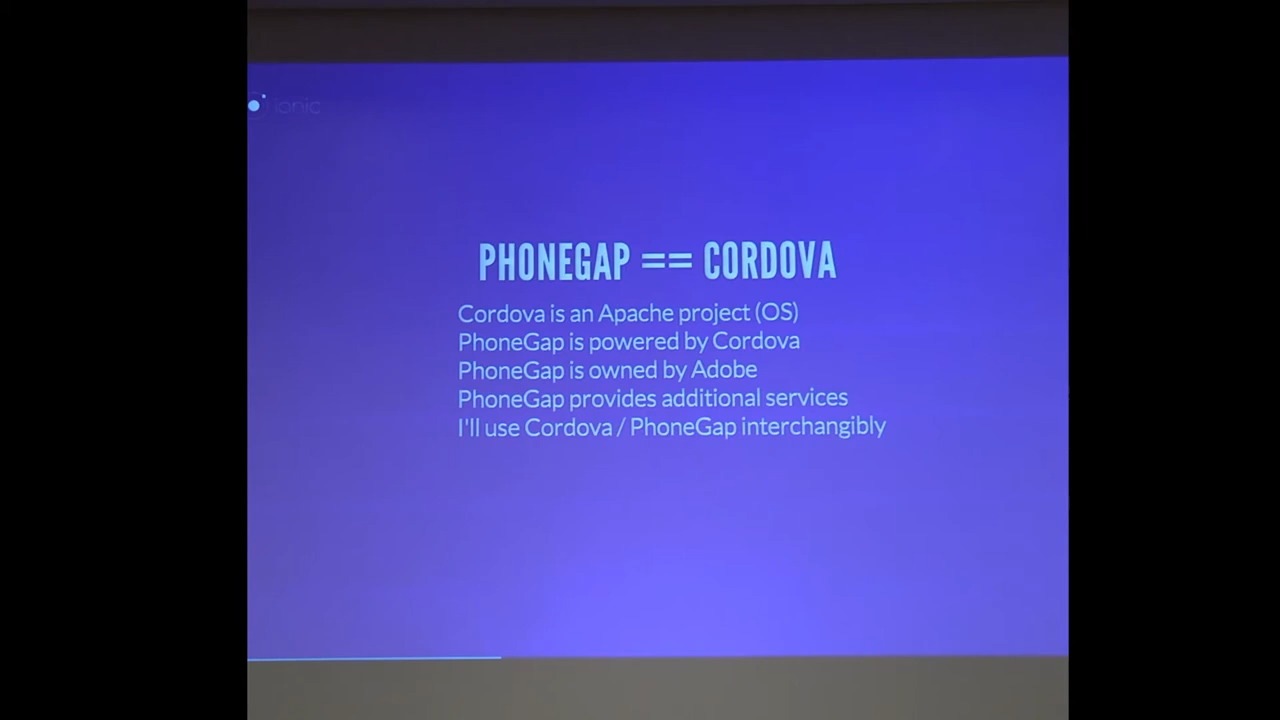 ionic
PHONEGAP == CORDOVA
Cordova is an Apache project (OS)
PhoneGap is powered by Cordova
PhoneGap is owned by Adobe
PhoneGap provides additional services
I'll use Cordova / PhoneGap interchangibly